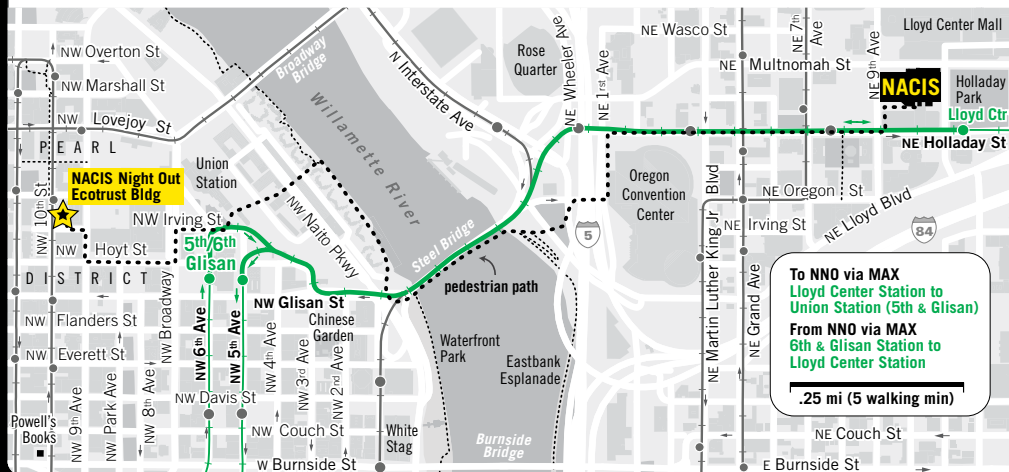 NW Overton St
NW Marshall St
NW Lovejoy St
PEARL
DISTRICT
NW 10th St
NACIS Night Out
Ecotrust Bldg
Union
Station
NW Irving St
NW Hoyt St
5th/6th
Glisan
NW Glisan St
NW Flanders St
NW Everett St
NW Davis St
NW Couch St
W Burnside St
Powell's
Books
NW 9th Ave
NW Park Ave
NW 8th Ave
NW Broadway
NW 6th Ave
NW 5th Ave
NW 4th Ave
NW 3rd Ave
NW 2nd Ave
Chinese
Garden
White
Stag
NW Naito Pkwy
Broadway
Bridge
Willamette River
Steel Bridge
pedestrian path
Waterfront
Park
Eastbank
Esplanade
Burnside
Bridge
N Interstate Ave
Rose
Quarter
NE Wheeler Ave
NE 1st Ave
NE Wasco St
NE Multnomah St
NE 7th
Ave
NE 9th Ave
Lloyd Center Mall
NACIS
Holladay
Park
Lloyd Ctr
NE Holladay St
Oregon
Convention
Center
5
NE Oregon St
NE Irving St
NE Lloyd Blvd
84
NE Martin Luther King Jr Blvd
NE Grand Ave
To NNO via MAX
Lloyd Center Station to
Union Station (5th & Glisan)
From NNO via MAX
6th & Glisan Station to
Lloyd Center Station
.25 mi (5 walking min)
NE Couch St
E Burnside St